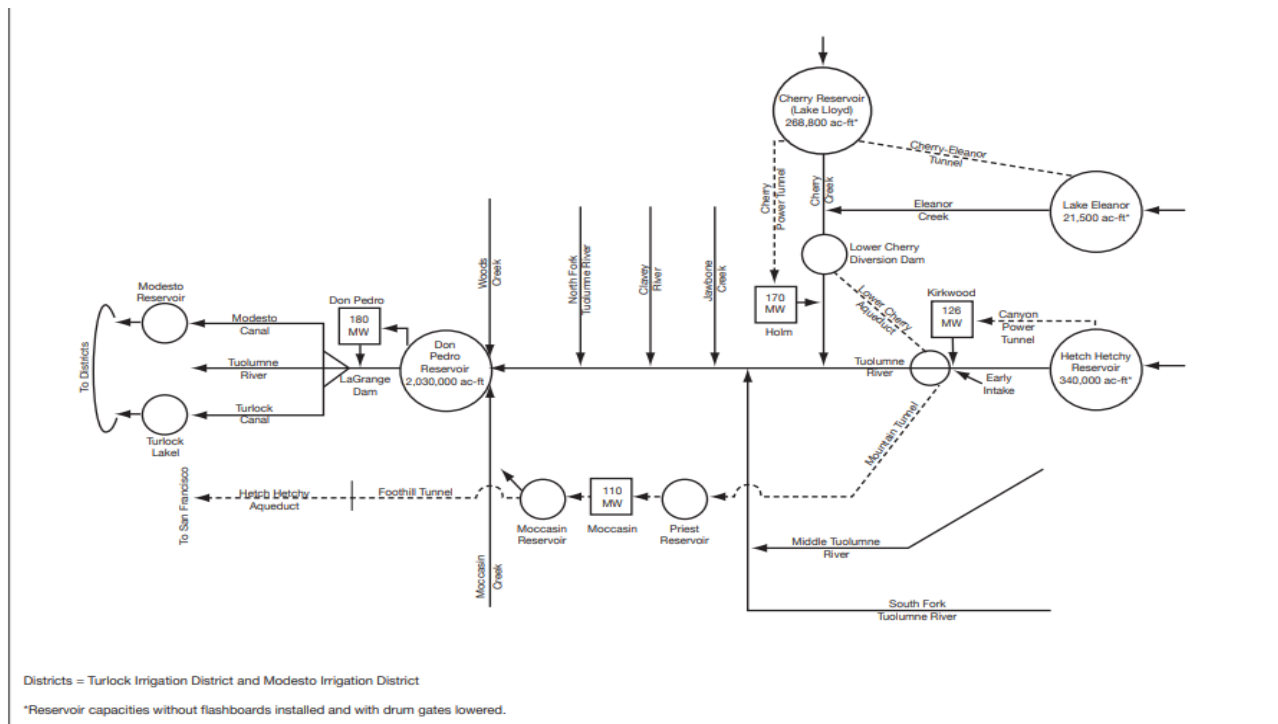 Cherry Reservoir
(Lake Lloyd)
268,800 ac-ft*
Cherry-Eleanor
Tunnel
Cherry
Power Tunnel
Cherry
Creek
Lake Eleanor
21,500 ac-ft*
Eleanor
Creek
Lower Cherry
Diversion Dam
Woods
Creek
North Fork
Tuolumne River
Clavey
River
Jawbone
Creek
170
MW
Holm
Lower Cherry
Aqueduct
Kirkwood
126
MW
Canyon
Power
Tunnel
Hetch Hetchy
Reservoir
340,000 ac-ft*
Modesto
Reservoir
Don Pedro
180
MW
Modesto
Canal
To Districts
Tuolumne
River
LaGrange
Dam
Don
Pedro
Reservoir
2,030,000 ac-ft
Tuolumne
River
Early
Intake
Turlock
Canal
Turlock
Lakel
Mountain Tunnel
To San Francisco
Hetch Hetchy
Aqueduct
Foothill Tunnel
110
MW
Moccasin
Reservoir
Moccasin
Priest
Reservoir
Moccasin
Creek
Middle Tuolumne
River
South Fork
Tuolumne River
Districts = Turlock Irrigation District and Modesto Irrigation District
*Reservoir capacities without flashboards installed and with drum gates lowered.